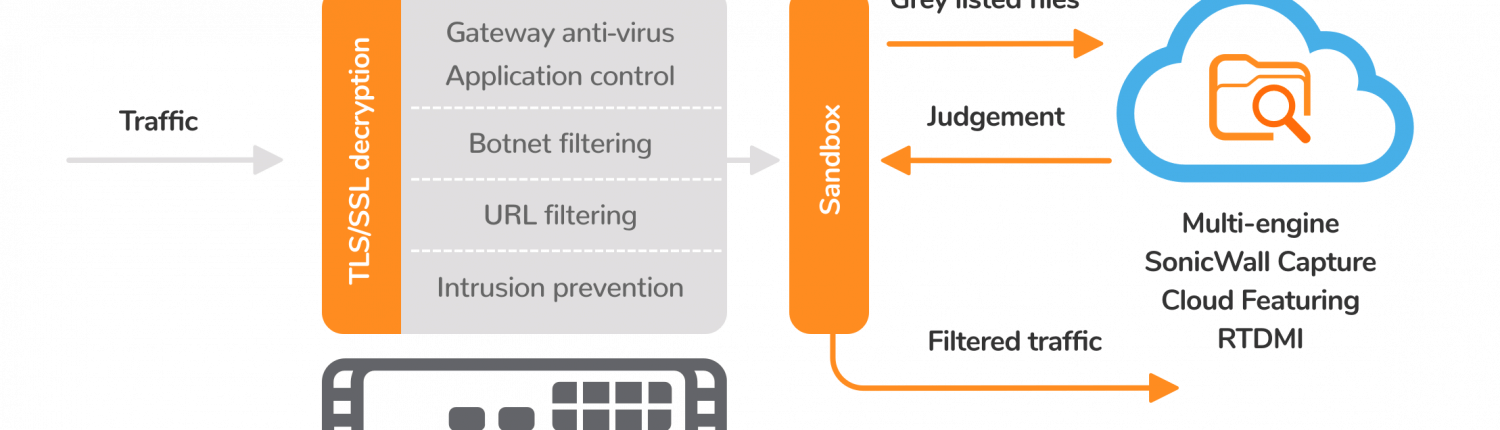 Traffic
TLS/SSL decryption
Gateway anti-virus
Application control
Botnet filtering
URL filtering
Intrusion prevention
Sandbox
Grey listed files
Judgement
Multi-engine
SonicWall Capture
Cloud Featuring
RTDMI
Filtered traffic